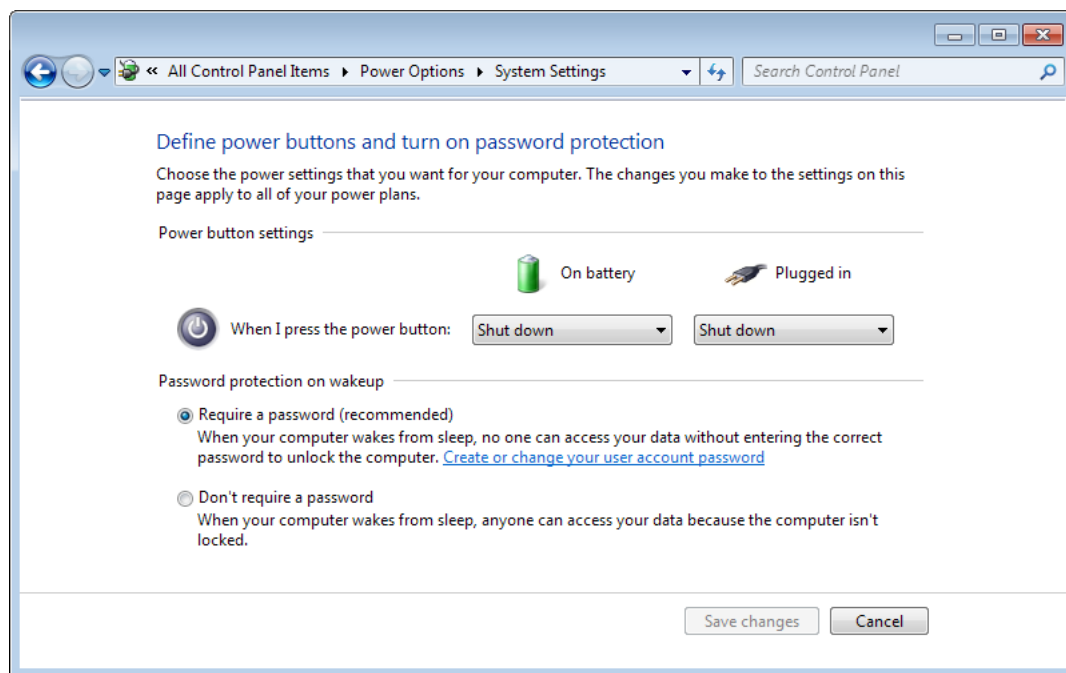 « All Control Panel Items ▸ Power Options ▸ System Settings
Search Control Panel
Define power buttons and turn on password protection
Choose the power settings that you want for your computer. The changes you make to the settings on this
page apply to all of your power plans.
Power button settings
On battery
Plugged in
When I press the power button:
Shut down
Shut down
Password protection on wakeup
Require a password (recommended)
When your computer wakes from sleep, no one can access your data without entering the correct
password to unlock the computer. Create or change your user account password
Don't require a password
When your computer wakes from sleep, anyone can access your data because the computer isn't
locked.
Save changes
Cancel